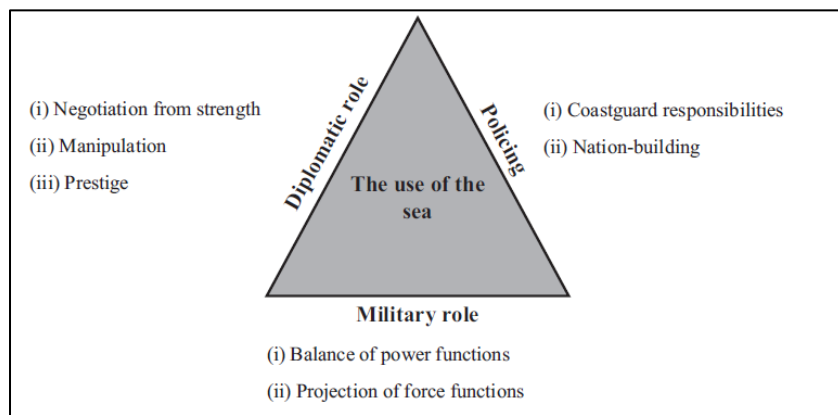 (i) Negotiation from strength
(ii) Manipulation
(iii) Prestige
Diplomatic role
Policing
(i) Coastguard responsibilities
(ii) Nation-building
The use of the
sea
Military role
(i) Balance of power functions
(ii) Projection of force functions